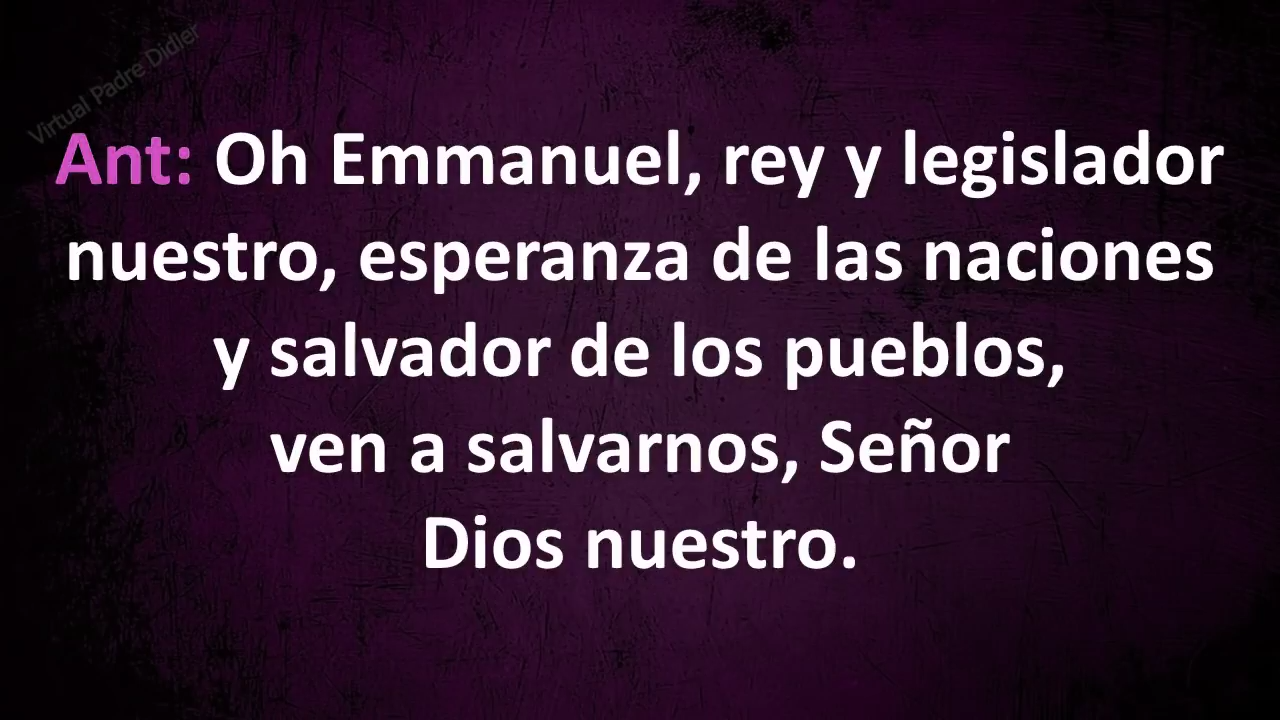 Virtual Padre Didier
Ant: Oh Emmanuel, rey y legislador
nuestro, esperanza de las naciones
y salvador de los pueblos,
ven a salvarnos, Señor
Dios nuestro.